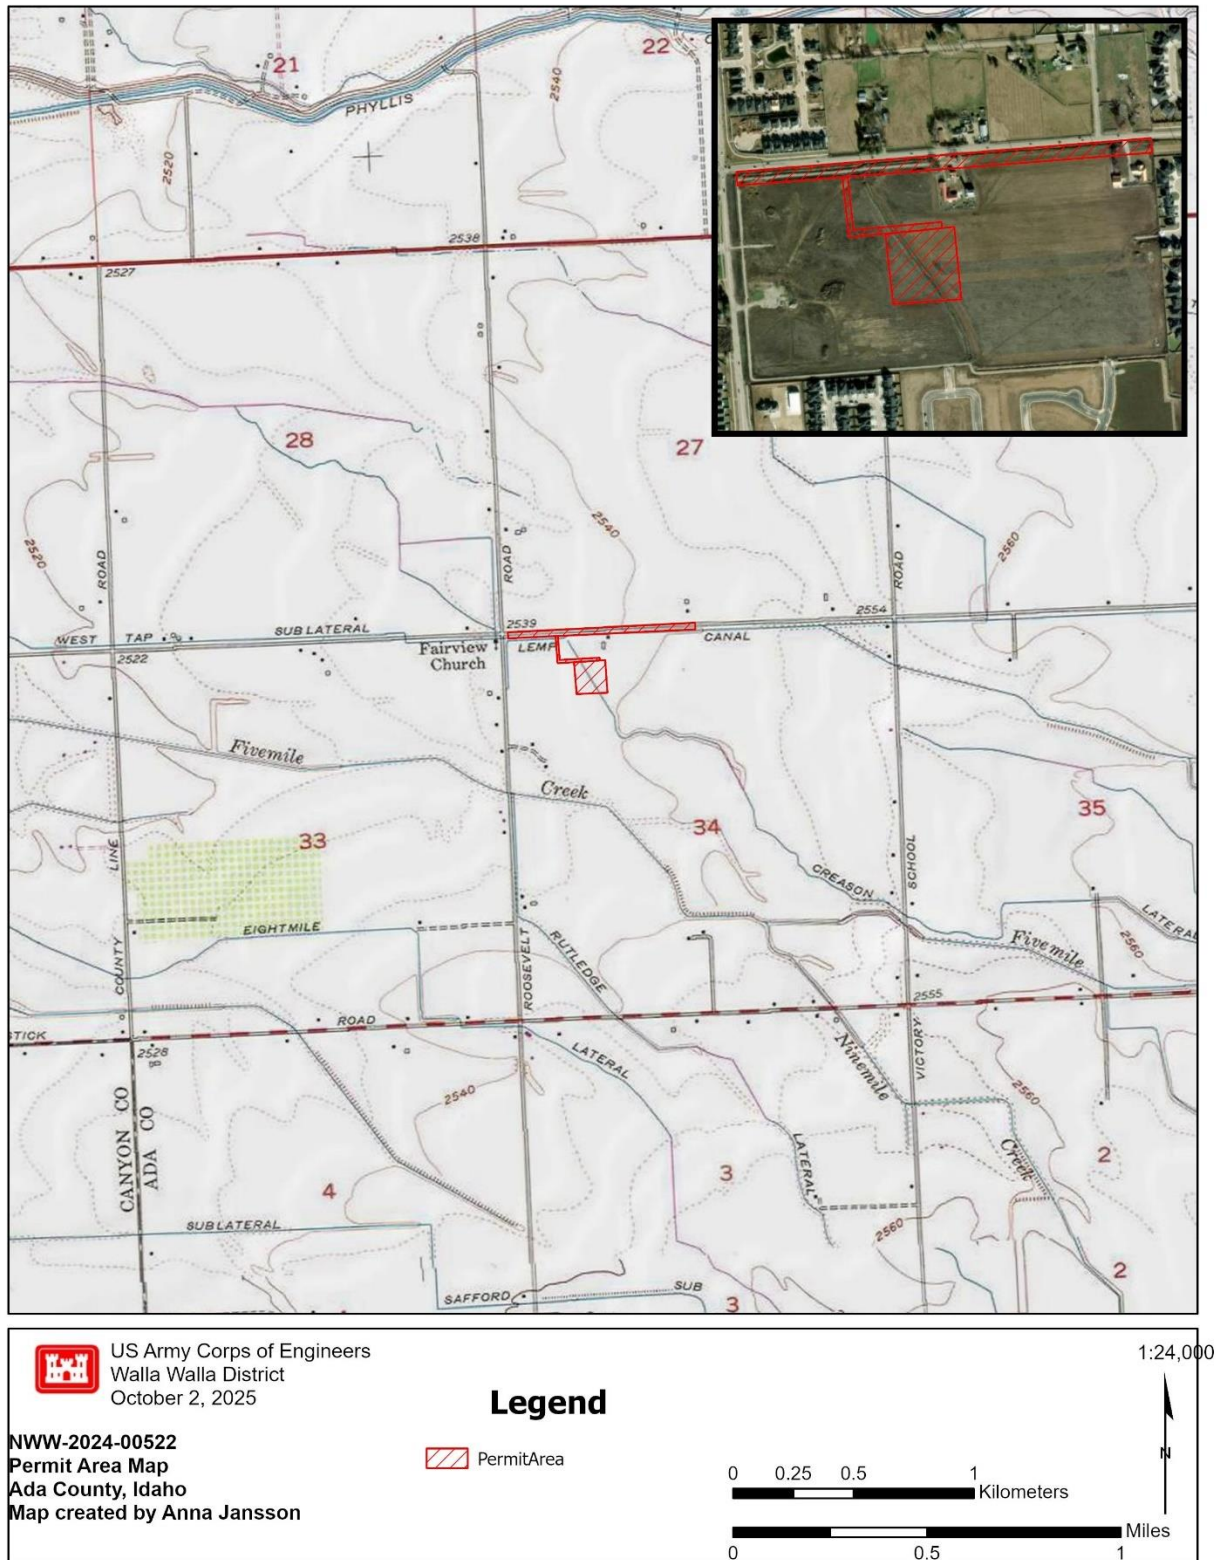 21
22
PHYLLIS
2540
2520
2538
2527
28
27
2540
2560
2520
ROAD
ROAD
ROAD
2539
2554
WEST TAP SUBLATERAL
LEMP CANAL
2522
Fairview
Church
Fivemile
Creek
33
34
35
LINE
SCHOOL
CREASON
LATERAL
EIGHTMILE
Fivemile
2560
COUNTY
ROOSEVELT
RUTLEDGE
2555
ROAD
STICK
2528
LATERAL
Ninemile
VICTORY
2540
2560
CANYON CO
ADA CO
LATERAL
Creek
4
3
2
SUBLATERAL
2560
2
SAFFORD SUB
3
US Army Corps of Engineers
Walla Walla District
October 2, 2025
NWW-2024-00522
Permit Area Map
Ada County, Idaho
Map created by Anna Jansson
Legend
PermitArea
1:24,000
N
0 0.25 0.5 1
Kilometers
Miles
0 0.5 1